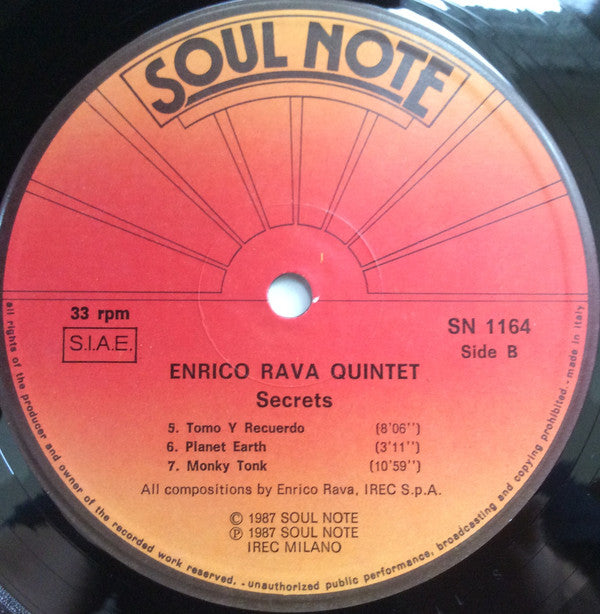 SOUL NOTE
33 rpm
S.I.A.E.
SN 1164
Side B
ENRICO RAVA QUINTET
Secrets
5. Tomo Y Recuerdo (8'06'')
6. Planet Earth (3'11'')
7. Monky Tonk (10'59'')
All compositions by Enrico Rava, IREC S.p.A.
© 1987 SOUL NOTE
℗ 1987 SOUL NOTE
IREC MILANO
all rights of the producer and owner of the recorded work reserved. - unauthorized public performance, broadcasting and copying prohibited. - made in italy